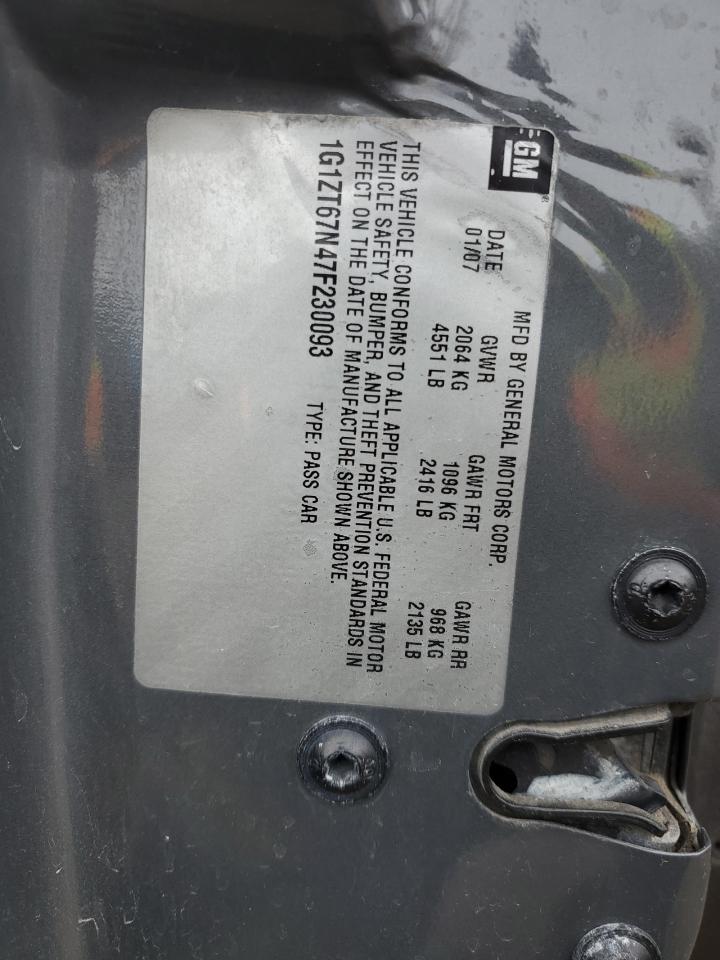 GM®
MFD BY GENERAL MOTORS CORP.
DATE GVWR GAWR FRT GAWR RR
01/07 2064 KG 1096 KG 968 KG
4551 LB 2416 LB 2135 LB
THIS VEHICLE CONFORMS TO ALL APPLICABLE U.S. FEDERAL MOTOR
VEHICLE SAFETY, BUMPER, AND THEFT PREVENTION STANDARDS IN
EFFECT ON THE DATE OF MANUFACTURE SHOWN ABOVE.
1G1ZT67N47F230093 TYPE: PASS CAR